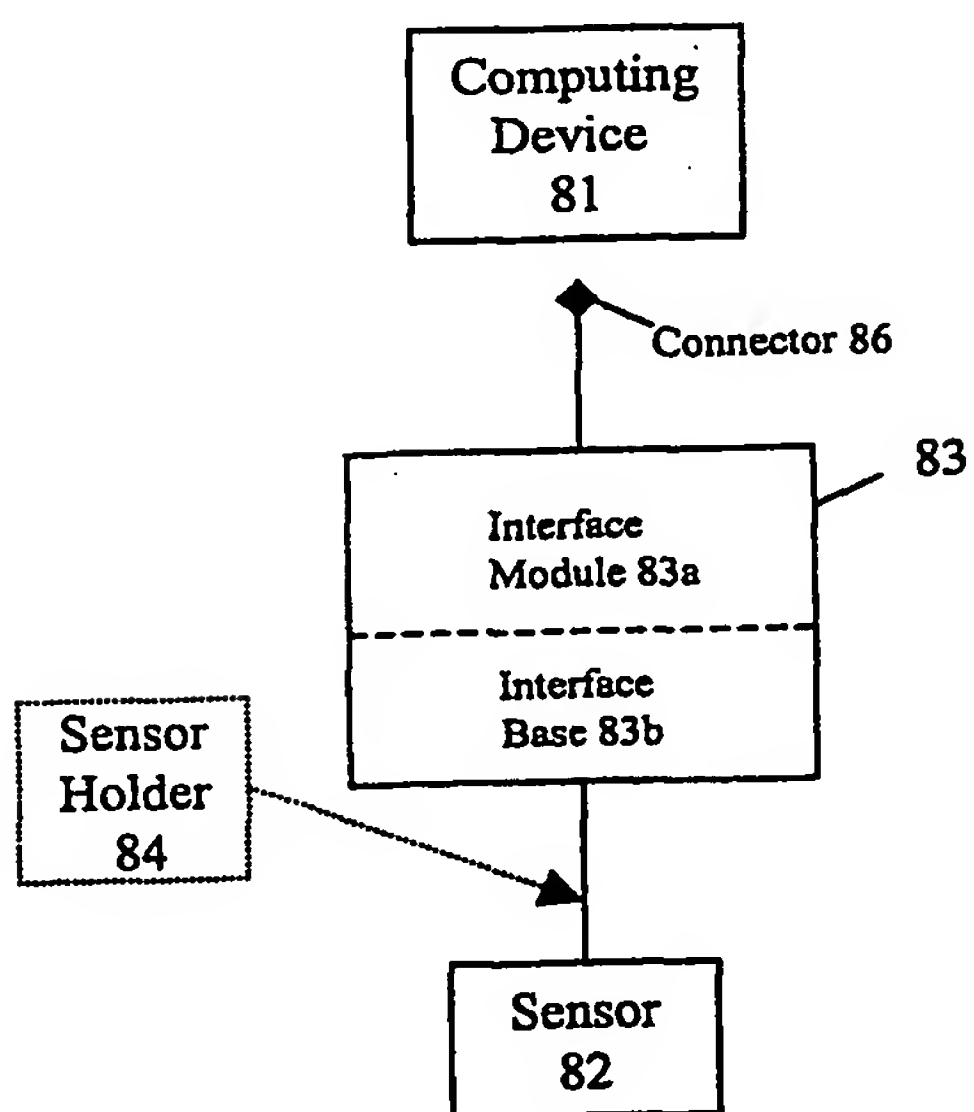 Computing
Device
81
Connector 86
83
Interface
Module 83a
Interface
Base 83b
Sensor
Holder
84
Sensor
82